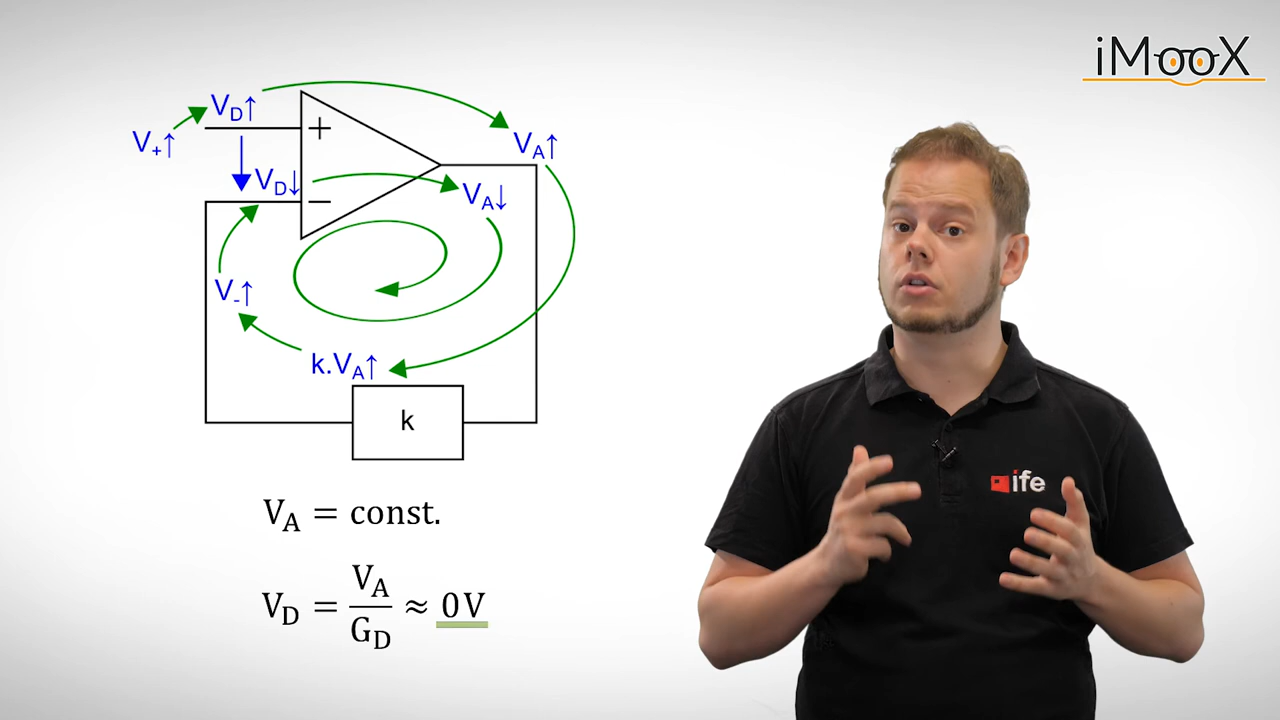 iMooX
V_D↑
V_+↑
+
V_A↑
V_D↓
−
V_A↓
V_-↑
k.V_A↑
k
ife
V_A = const.
V_D = V_A / G_D ≈ 0V